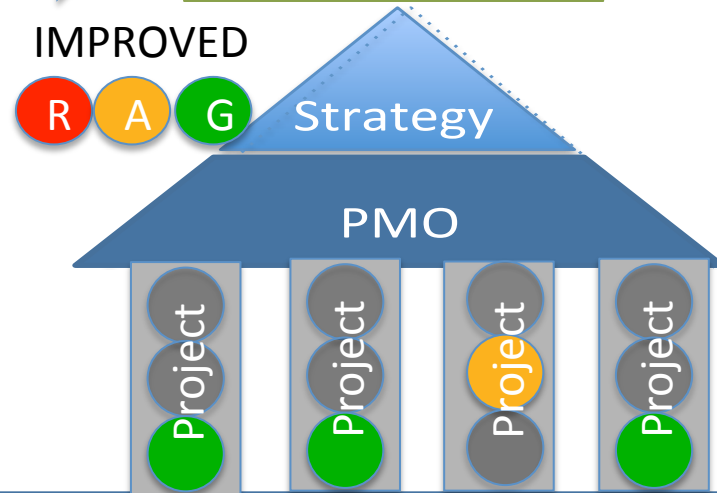 IMPROVED
R A G
Strategy
PMO
Project
Project
Project
Project